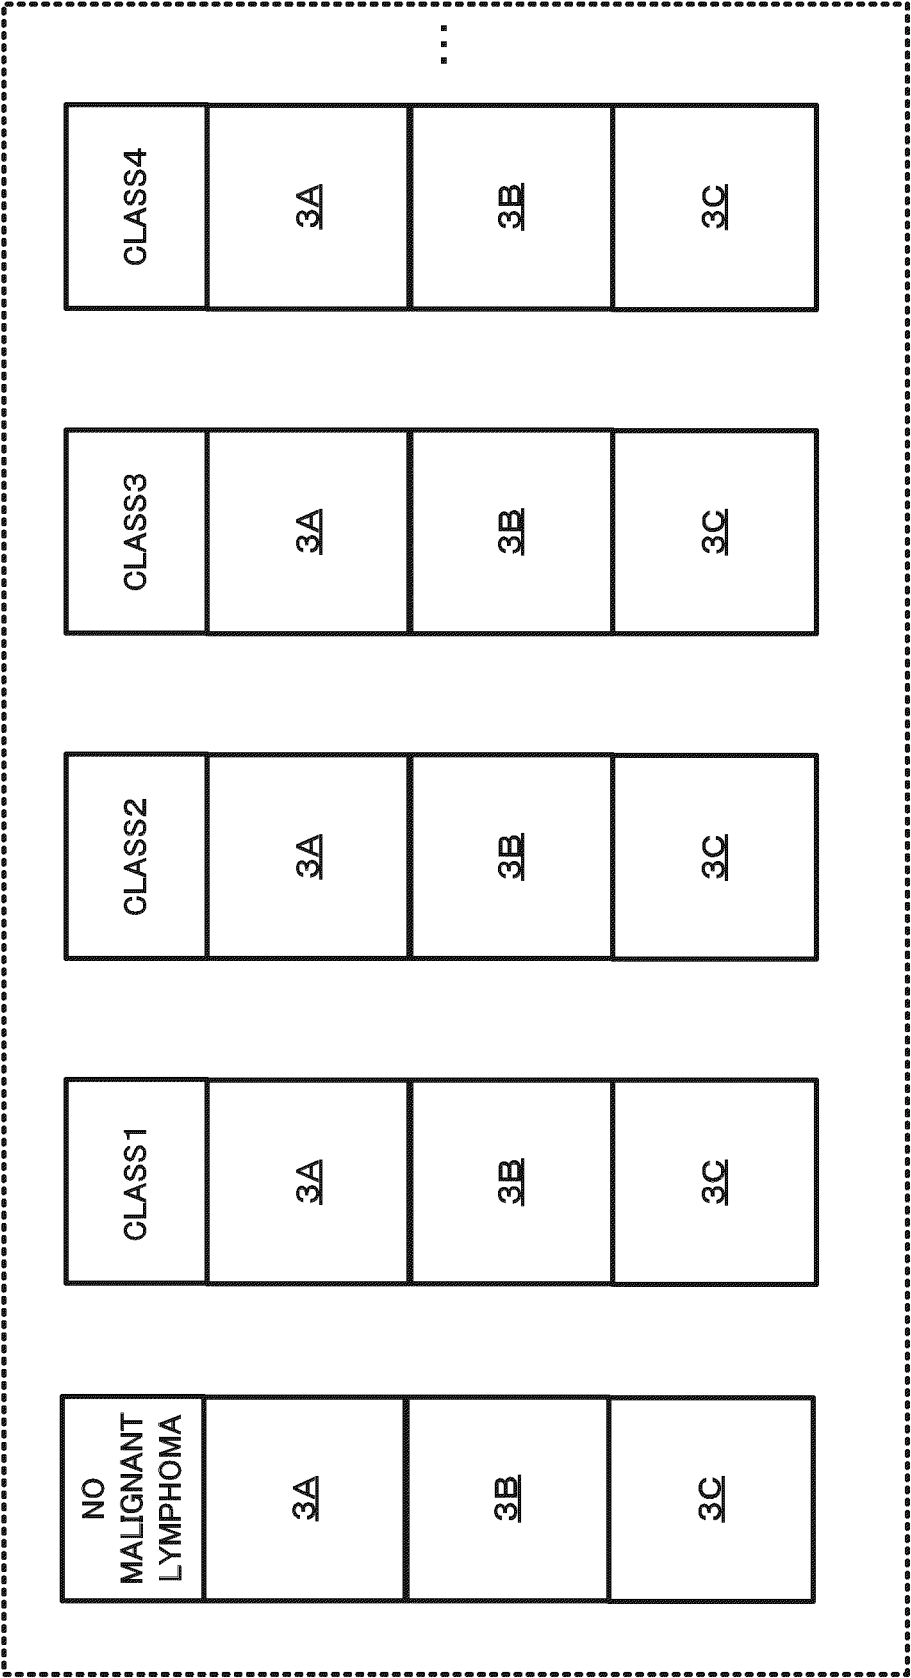 NO
MALIGNANT
LYMPHOMA
3A
3B
3C
CLASS1
3A
3B
3C
CLASS2
3A
3B
3C
CLASS3
3A
3B
3C
CLASS4
3A
3B
3C
...